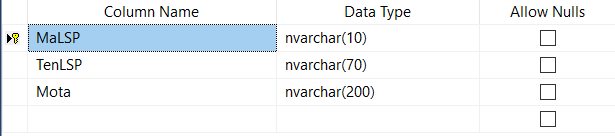 Column Name Data Type Allow Nulls
MaLSP nvarchar(10)
TenLSP nvarchar(70)
Mota nvarchar(200)